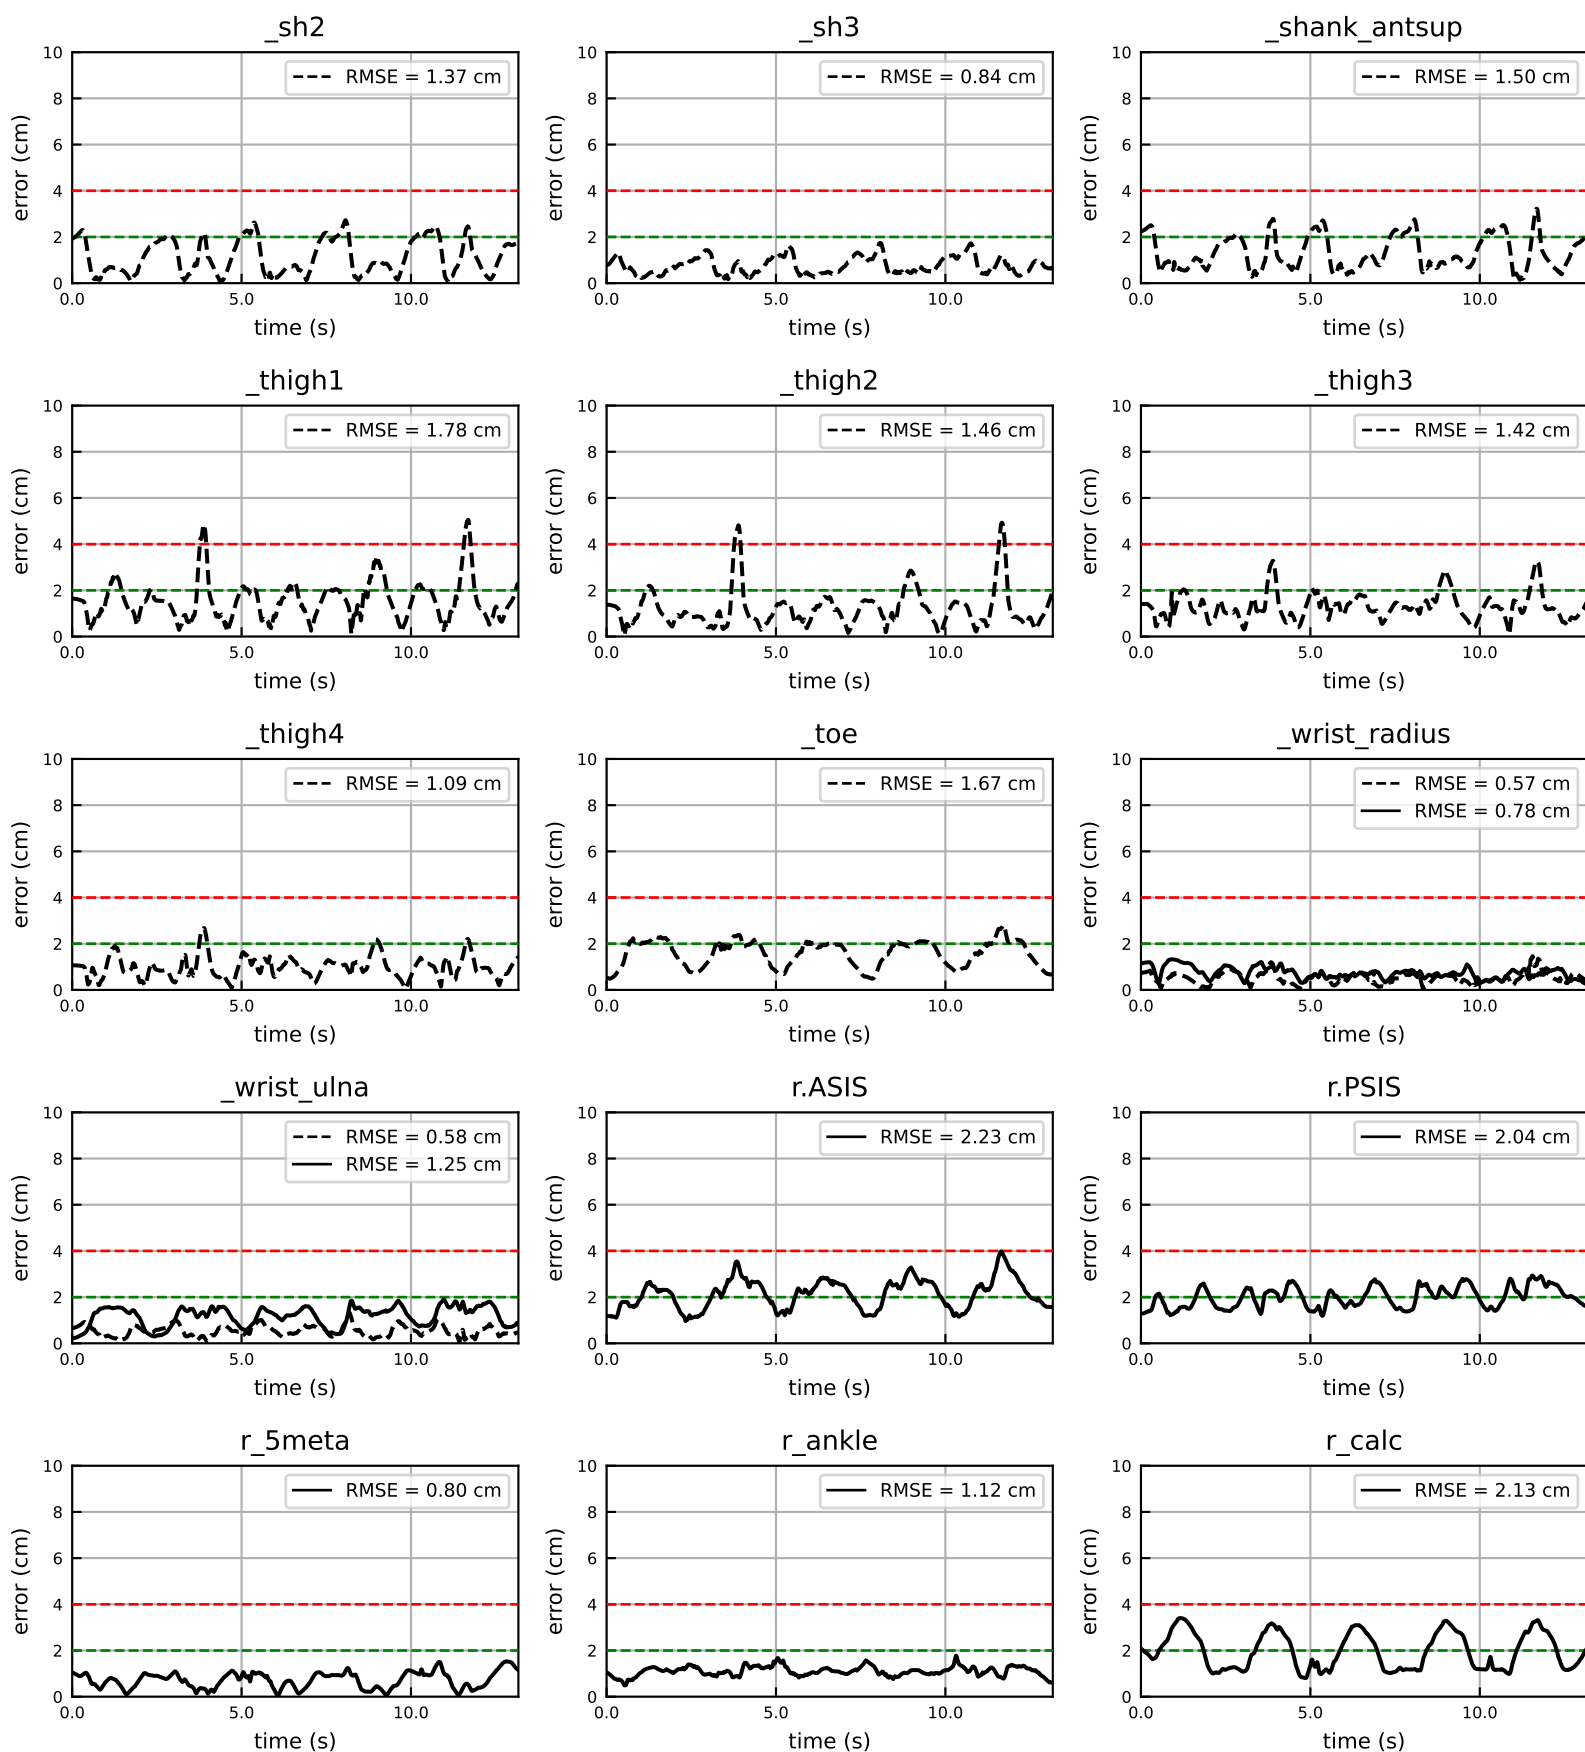 _sh2
_sh3
_shank_antsup
RMSE = 1.37 cm
RMSE = 0.84 cm
RMSE = 1.50 cm
error (cm)
error (cm)
error (cm)
10
8
6
4
2
0
10
8
6
4
2
0
10
8
6
4
2
0
0.0 5.0 10.0
0.0 5.0 10.0
0.0 5.0 10.0
time (s)
time (s)
time (s)
_thigh1
_thigh2
_thigh3
RMSE = 1.78 cm
RMSE = 1.46 cm
RMSE = 1.42 cm
error (cm)
error (cm)
error (cm)
10
8
6
4
2
0
10
8
6
4
2
0
10
8
6
4
2
0
0.0 5.0 10.0
0.0 5.0 10.0
0.0 5.0 10.0
time (s)
time (s)
time (s)
_thigh4
_toe
_wrist_radius
RMSE = 1.09 cm
RMSE = 1.67 cm
RMSE = 0.57 cm
RMSE = 0.78 cm
error (cm)
error (cm)
error (cm)
10
8
6
4
2
0
10
8
6
4
2
0
10
8
6
4
2
0
0.0 5.0 10.0
0.0 5.0 10.0
0.0 5.0 10.0
time (s)
time (s)
time (s)
_wrist_ulna
r.ASIS
r.PSIS
RMSE = 0.58 cm
RMSE = 1.25 cm
RMSE = 2.23 cm
RMSE = 2.04 cm
error (cm)
error (cm)
error (cm)
10
8
6
4
2
0
10
8
6
4
2
0
10
8
6
4
2
0
0.0 5.0 10.0
0.0 5.0 10.0
0.0 5.0 10.0
time (s)
time (s)
time (s)
r_5meta
r_ankle
r_calc
RMSE = 0.80 cm
RMSE = 1.12 cm
RMSE = 2.13 cm
error (cm)
error (cm)
error (cm)
10
8
6
4
2
0
10
8
6
4
2
0
10
8
6
4
2
0
0.0 5.0 10.0
0.0 5.0 10.0
0.0 5.0 10.0
time (s)
time (s)
time (s)